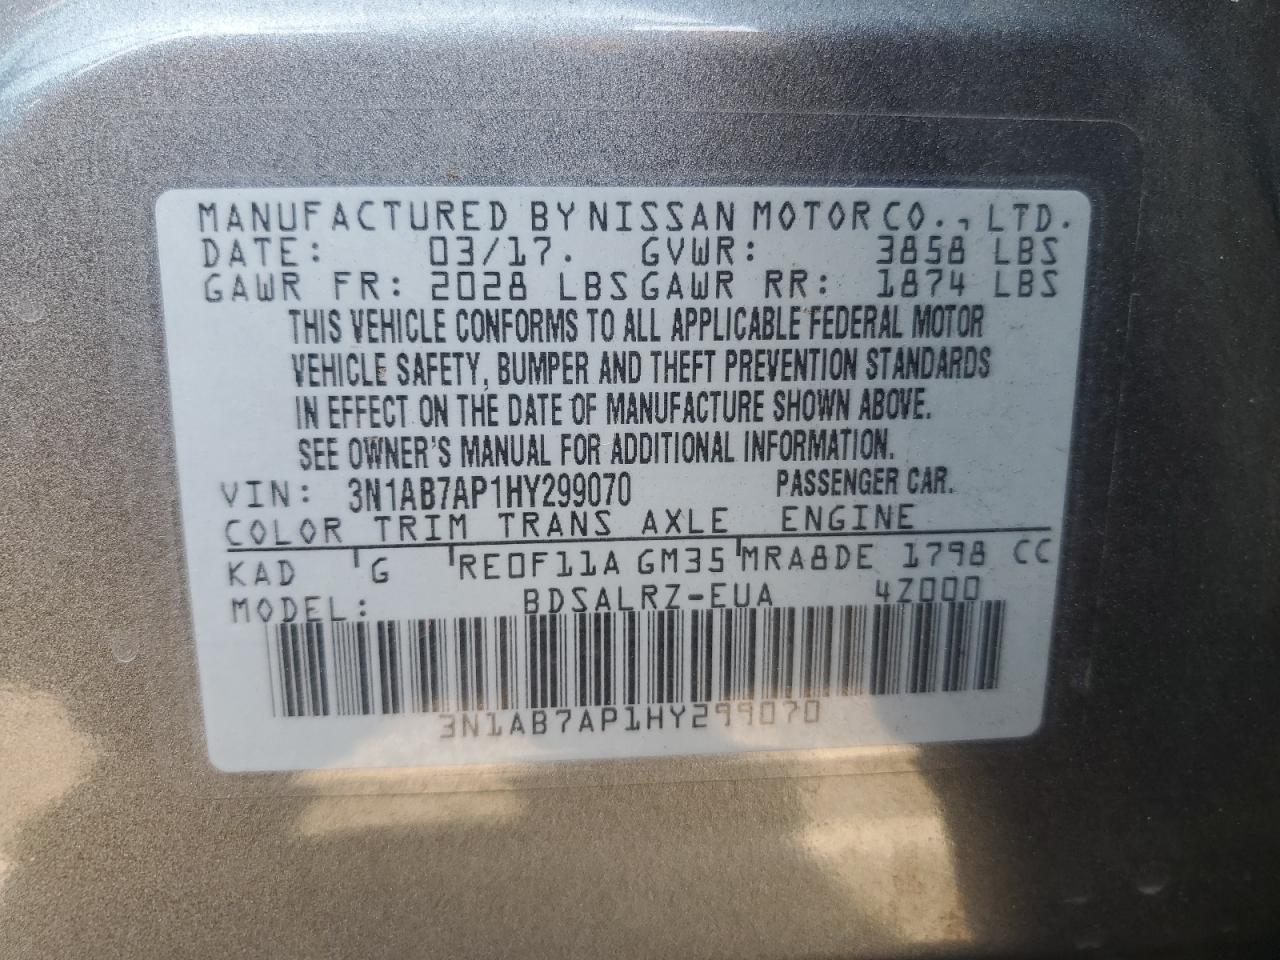 MANUFACTURED BY NISSAN MOTOR CO., LTD.
DATE: 03/17. GVWR: 3858 LBS
GAWR FR: 2028 LBS GAWR RR: 1874 LBS
THIS VEHICLE CONFORMS TO ALL APPLICABLE FEDERAL MOTOR
VEHICLE SAFETY, BUMPER AND THEFT PREVENTION STANDARDS
IN EFFECT ON THE DATE OF MANUFACTURE SHOWN ABOVE.
SEE OWNER'S MANUAL FOR ADDITIONAL INFORMATION.
VIN: 3N1AB7AP1HY299070 PASSENGER CAR.
COLOR TRIM TRANS AXLE ENGINE
KAD G RE0F11A GM35 MRA8DE 1798 CC
MODEL: BDSALRZ-EUA 4Z000
3N1AB7AP1HY299070